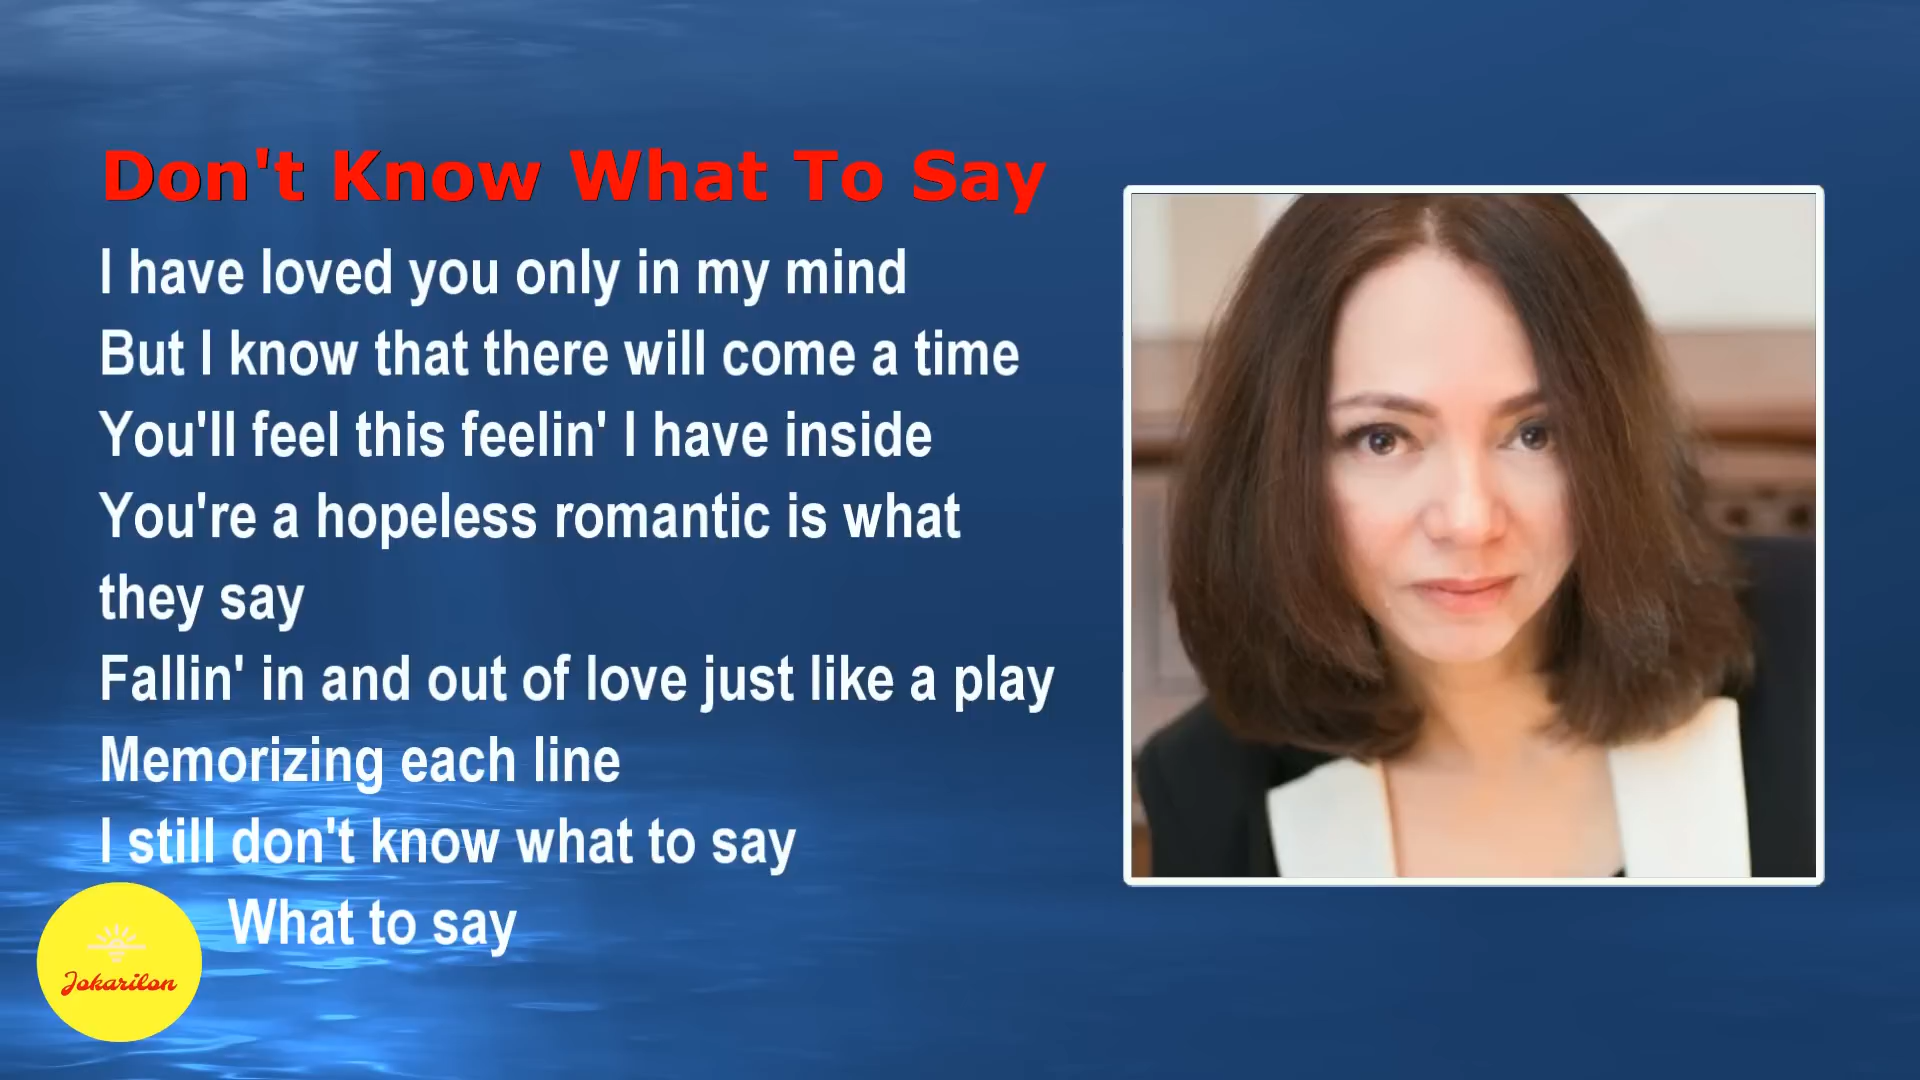 Don't Know What To Say
I have loved you only in my mind
But I know that there will come a time
You'll feel this feelin' I have inside
You're a hopeless romantic is what
they say
Fallin' in and out of love just like a play
Memorizing each line
I still don't know what to say
What to say
Jokarilon